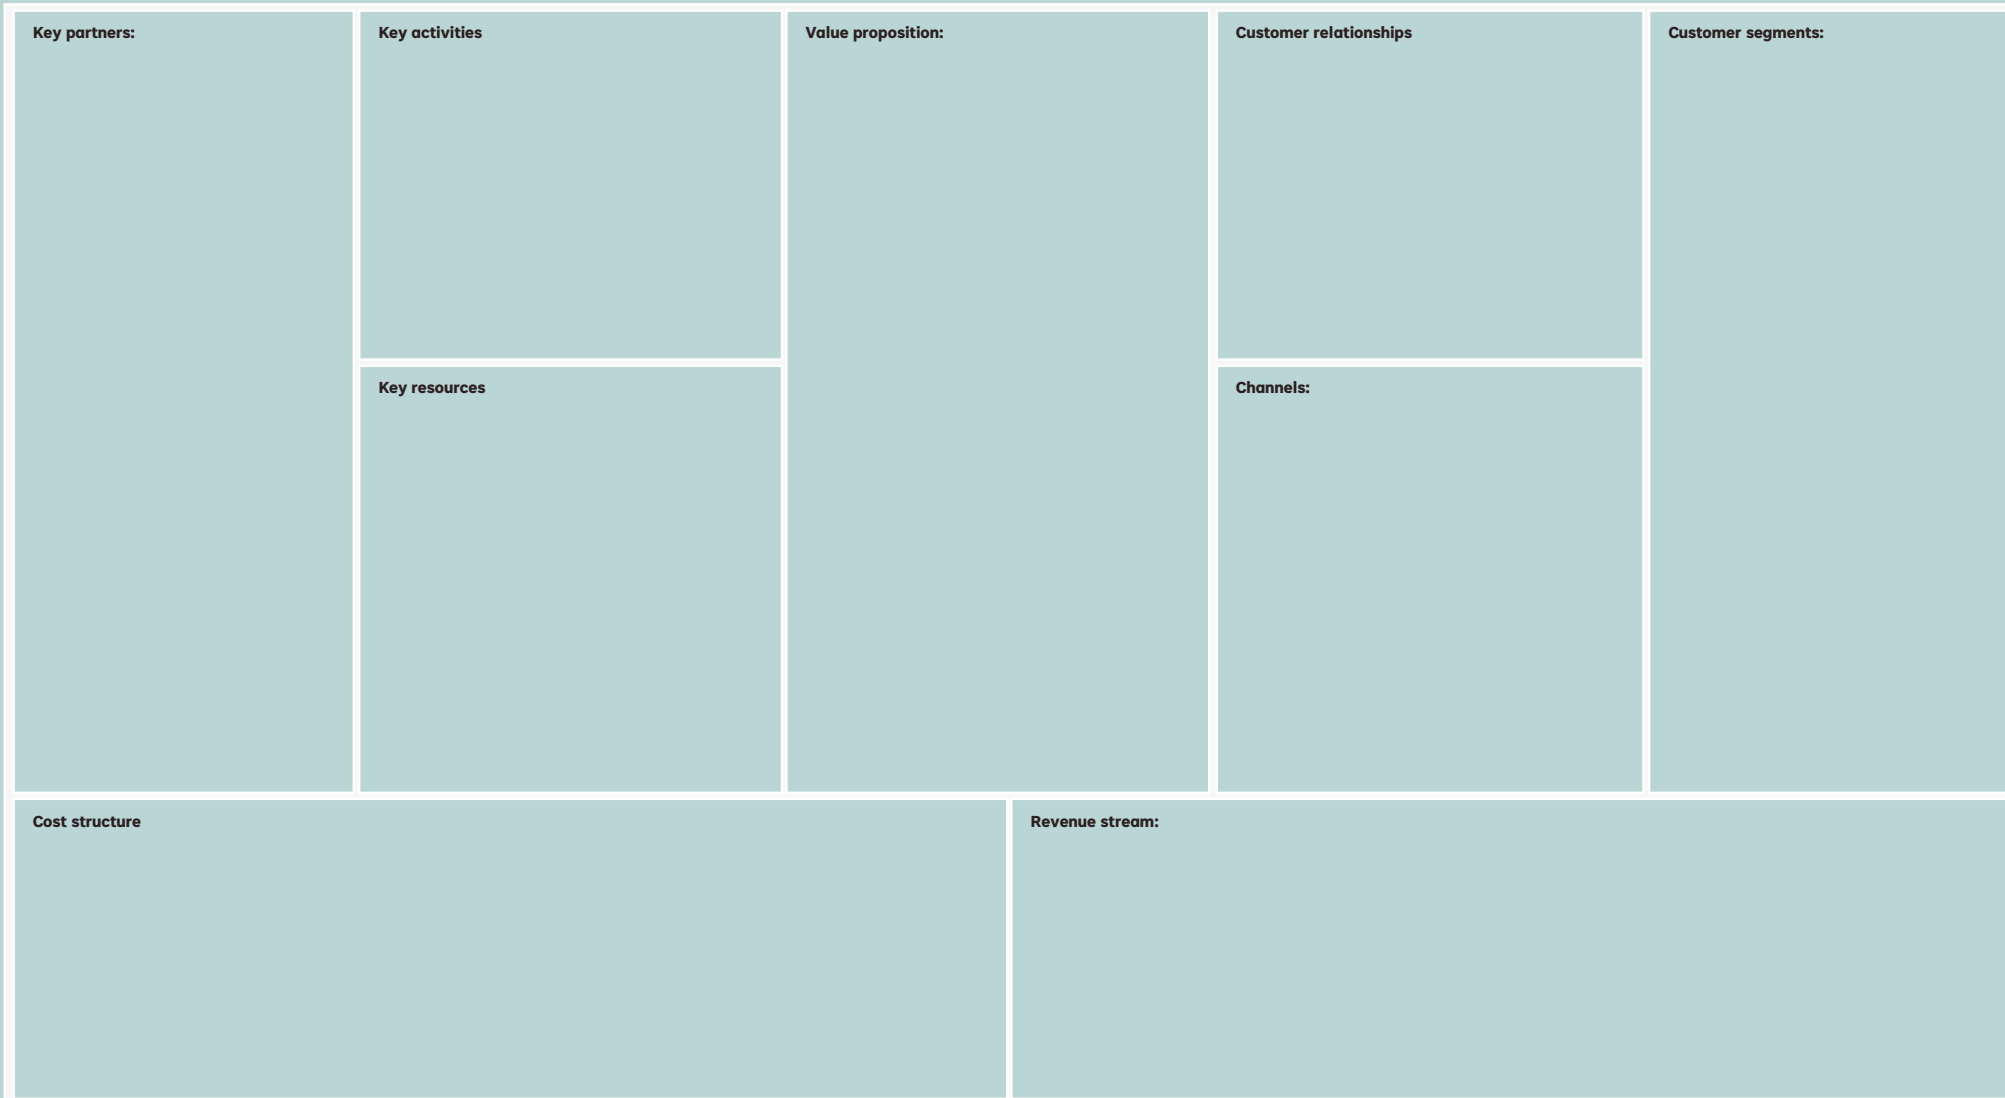 Key partners:
Key activities
Value proposition:
Customer relationships
Customer segments:
Key resources
Channels:
Cost structure
Revenue stream: